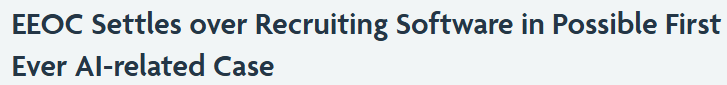 EEOC Settles over Recruiting Software in Possible First
Ever AI-related Case